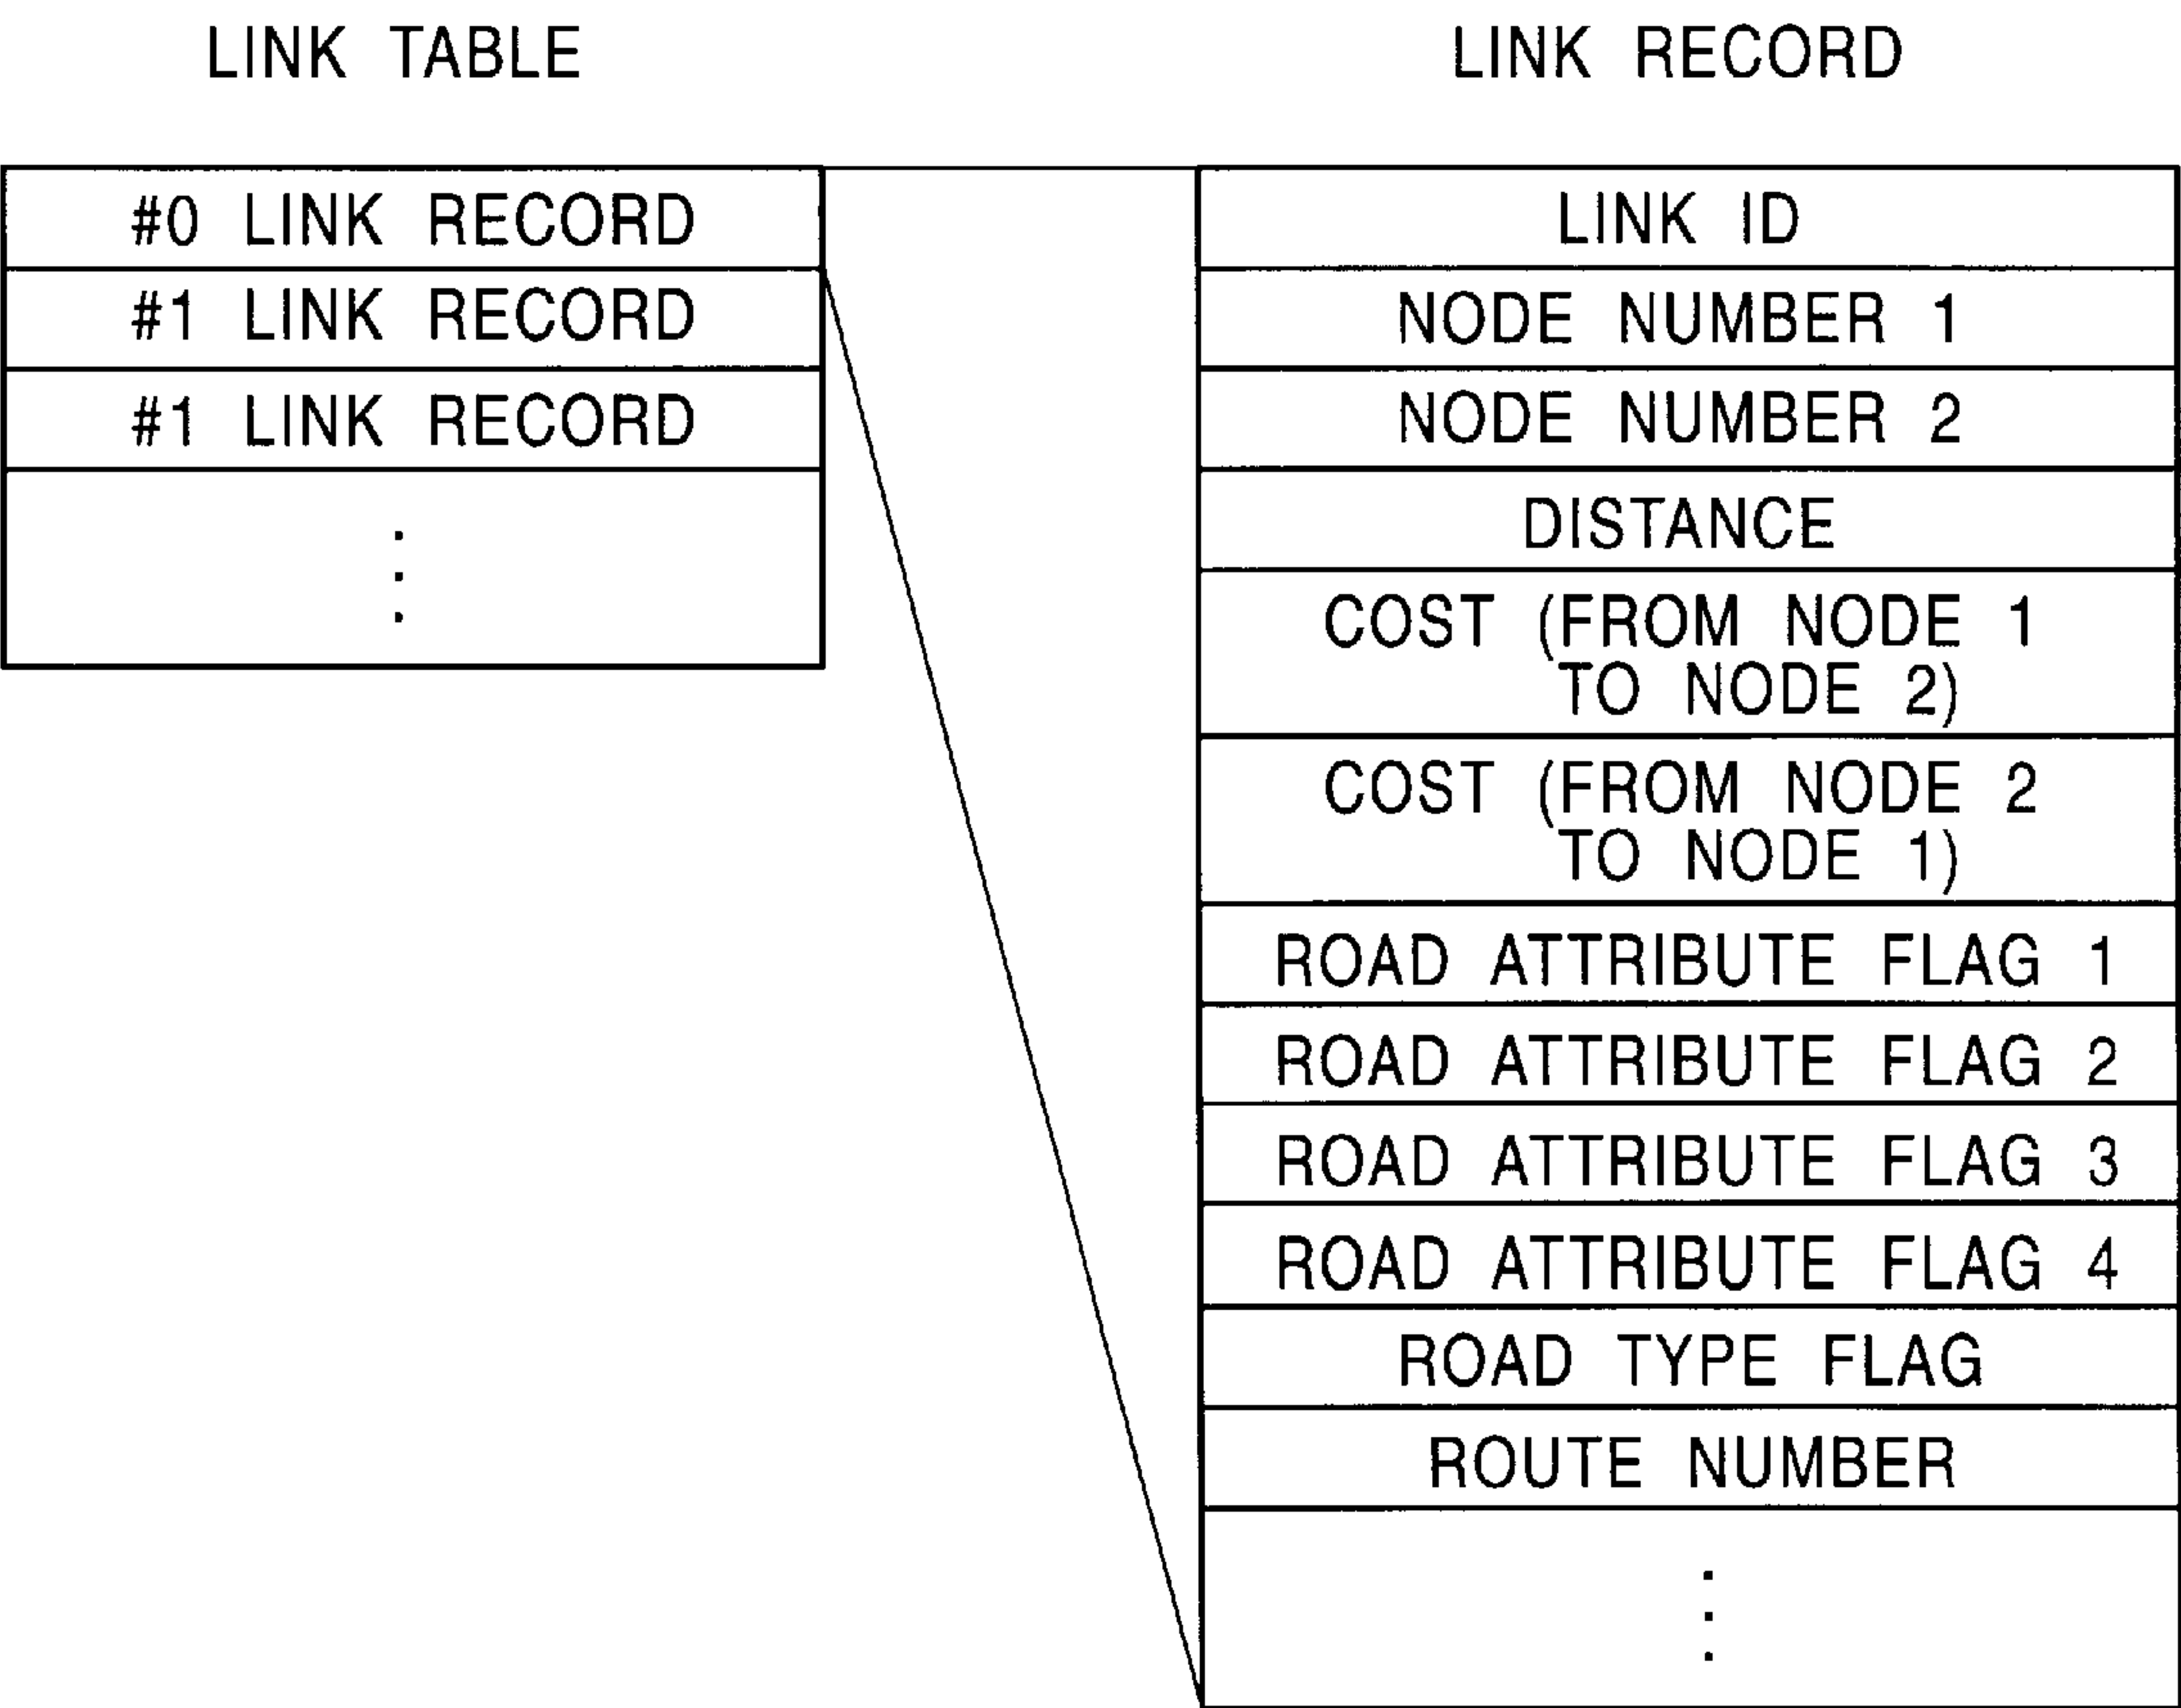 LINK TABLE
#0 LINK RECORD
#1 LINK RECORD
#1 LINK RECORD
LINK RECORD
LINK ID
NODE NUMBER 1
NODE NUMBER 2
DISTANCE
COST (FROM NODE 1
TO NODE 2)
COST (FROM NODE 2
TO NODE 1)
ROAD ATTRIBUTE FLAG 1
ROAD ATTRIBUTE FLAG 2
ROAD ATTRIBUTE FLAG 3
ROAD ATTRIBUTE FLAG 4
ROAD TYPE FLAG
ROUTE NUMBER